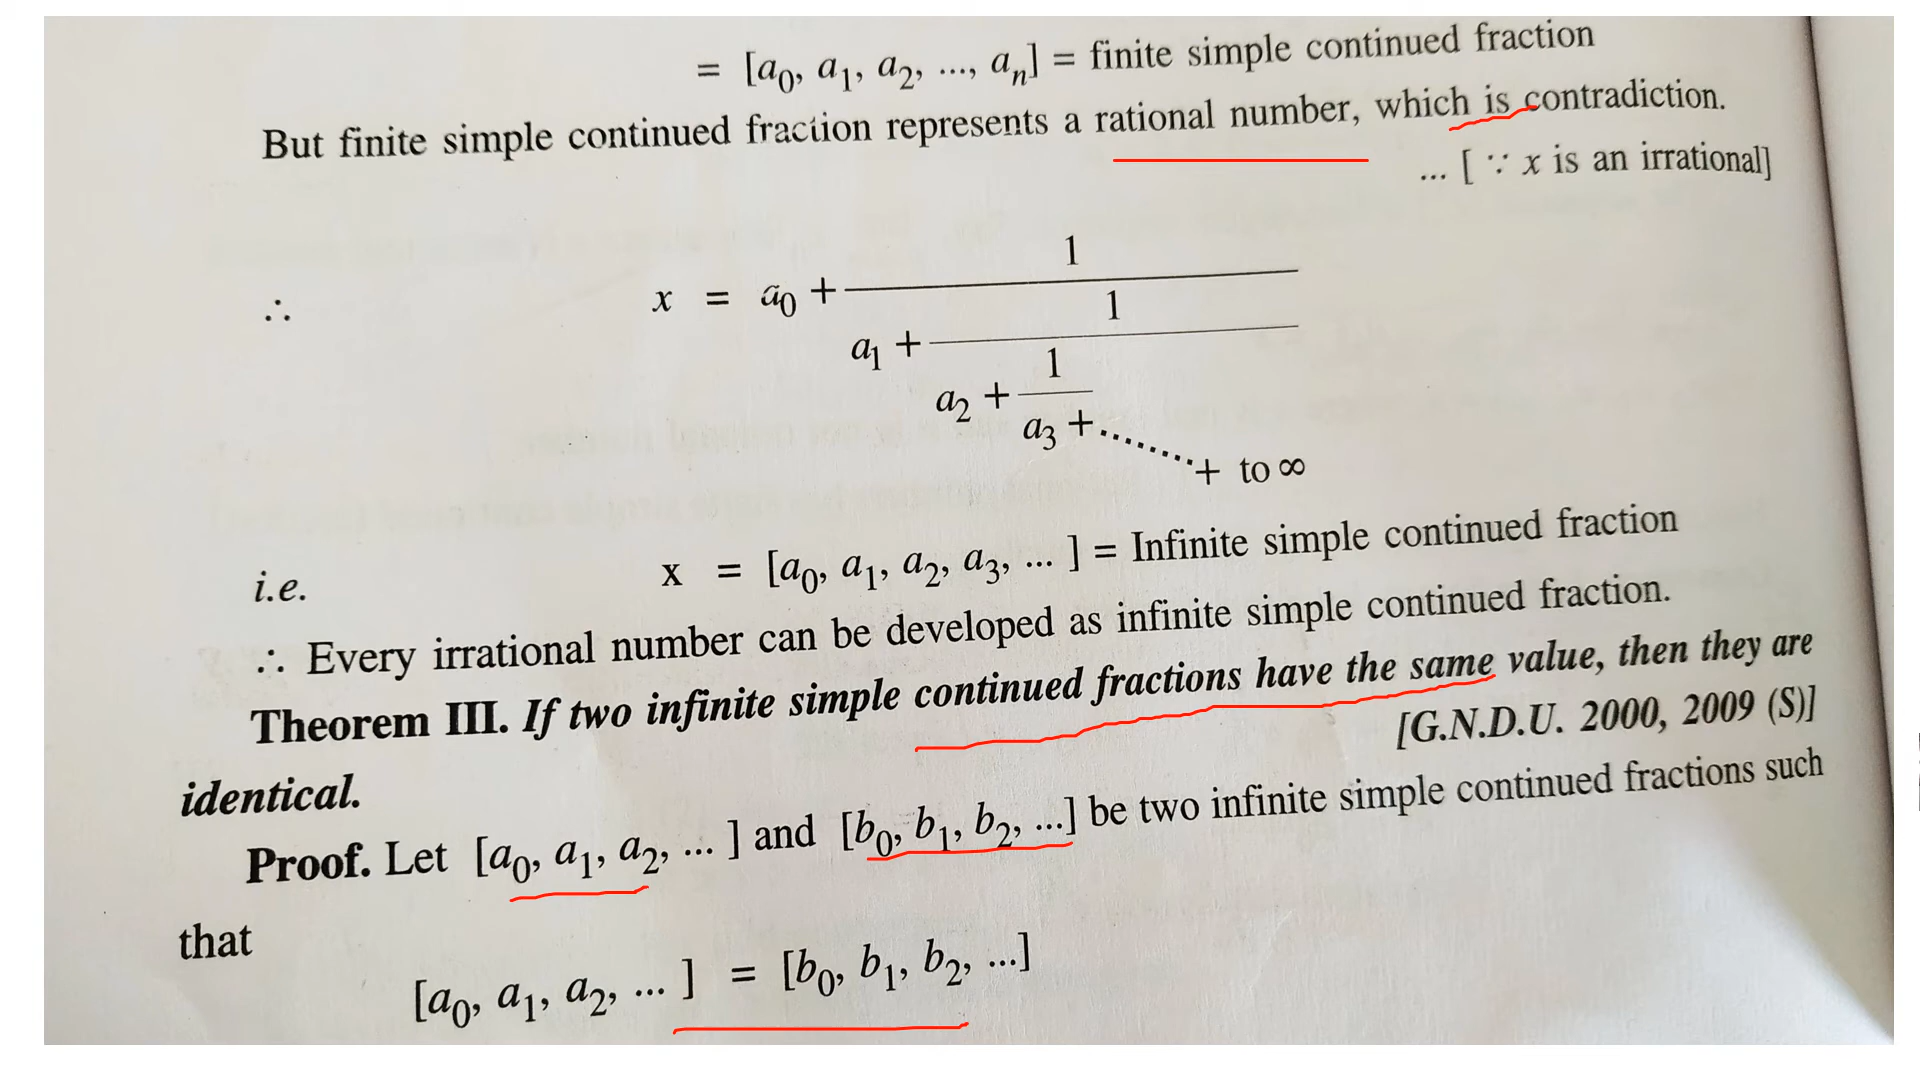 = [a₀, a₁, a₂, ..., aₙ] = finite simple continued fraction
But finite simple continued fraction represents a rational number, which is contradiction.
... [ ∵ x is an irrational]
∴ x = a₀ + 1
a₁ + 1
a₂ + 1
a₃ + ........
+ to ∞
i.e. x = [a₀, a₁, a₂, a₃, ... ] = Infinite simple continued fraction
∴ Every irrational number can be developed as infinite simple continued fraction.
Theorem III. If two infinite simple continued fractions have the same value, then they are
identical. [G.N.D.U. 2000, 2009 (S)]
Proof. Let [a₀, a₁, a₂, ... ] and [b₀, b₁, b₂, ...] be two infinite simple continued fractions such
that
[a₀, a₁, a₂, ... ] = [b₀, b₁, b₂, ...]